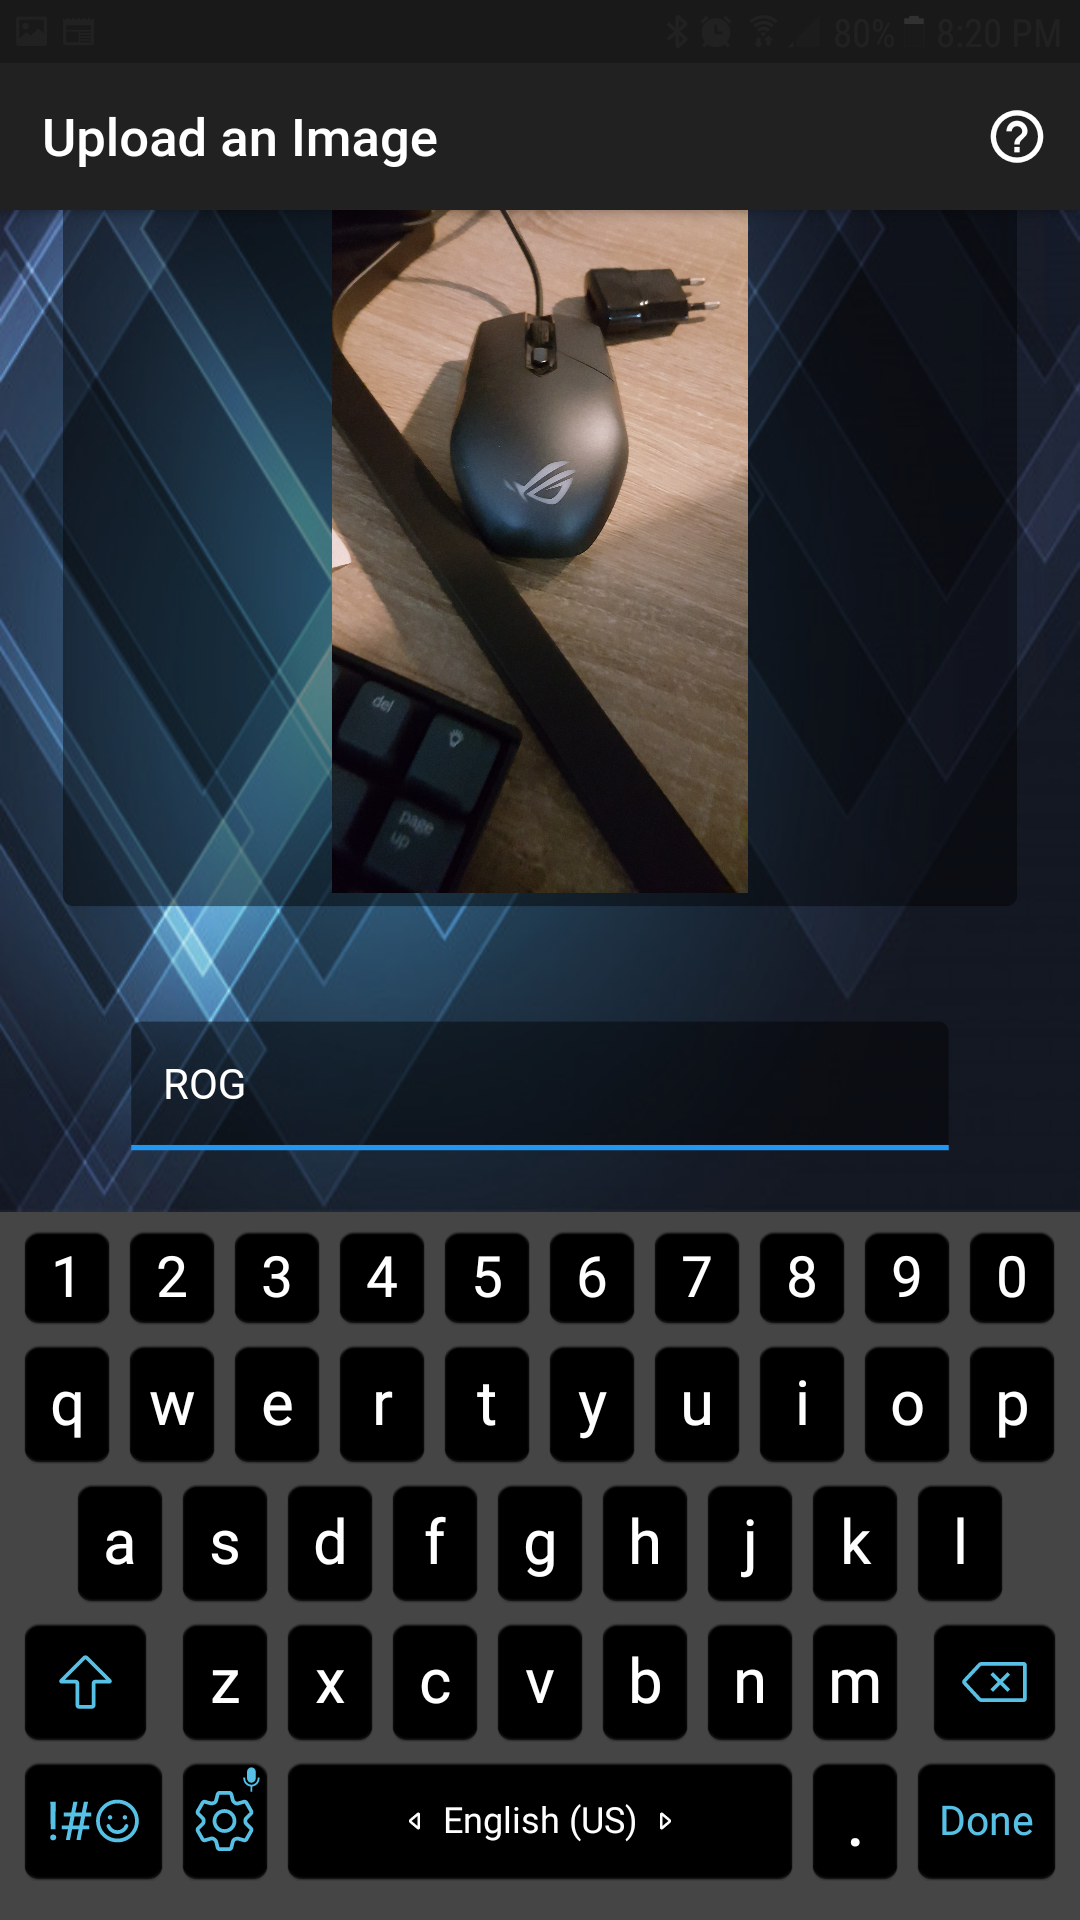 80% 8:20 PM
Upload an Image
del
page
up
ROG
1 2 3 4 5 6 7 8 9 0
q w e r t y u i o p
a s d f g h j k l
z x c v b n m
!# English (US) . Done